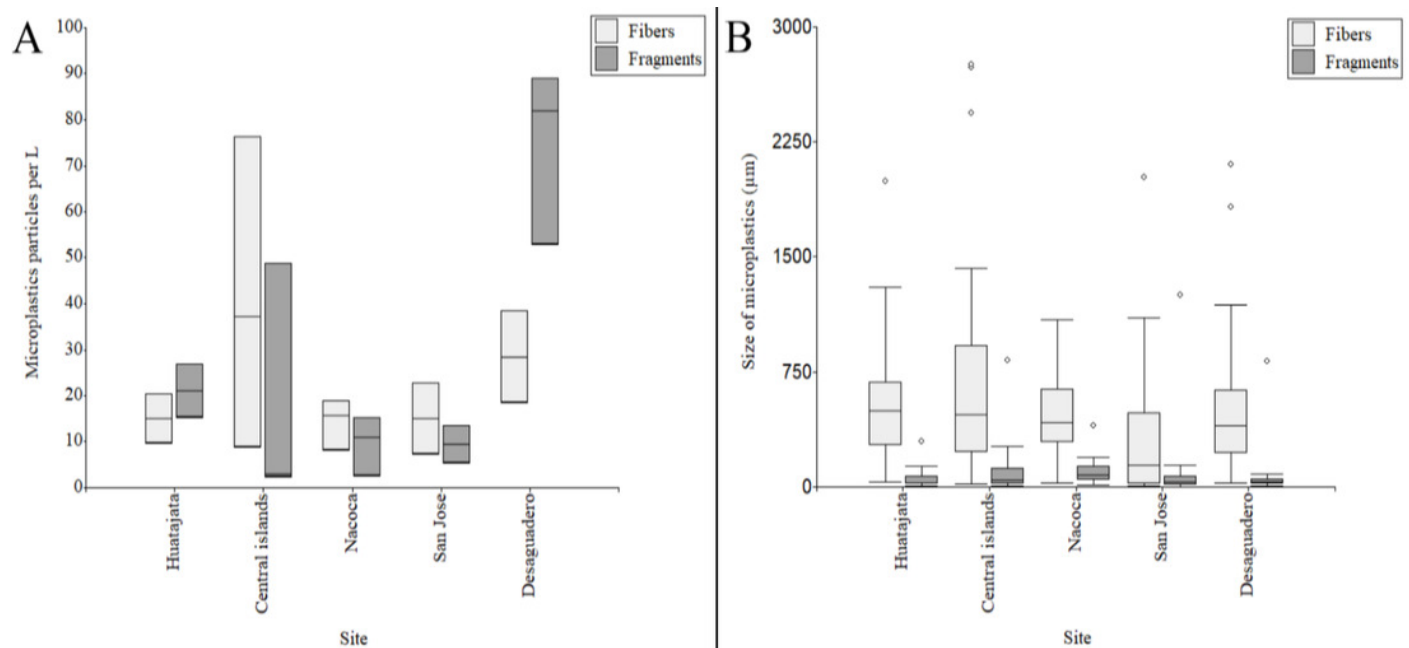 A
Fibers
Fragments
Microplastics particles per L
100
90
80
70
60
50
40
30
20
10
0
Huatajata
Central islands
Nacoca
San Jose
Desaguadero
Site
B
Fibers
Fragments
Size of microplastics (µm)
3000
2250
1500
750
0
Huatajata
Central islands
Nacoca
San Jose
Desaguadero
Site